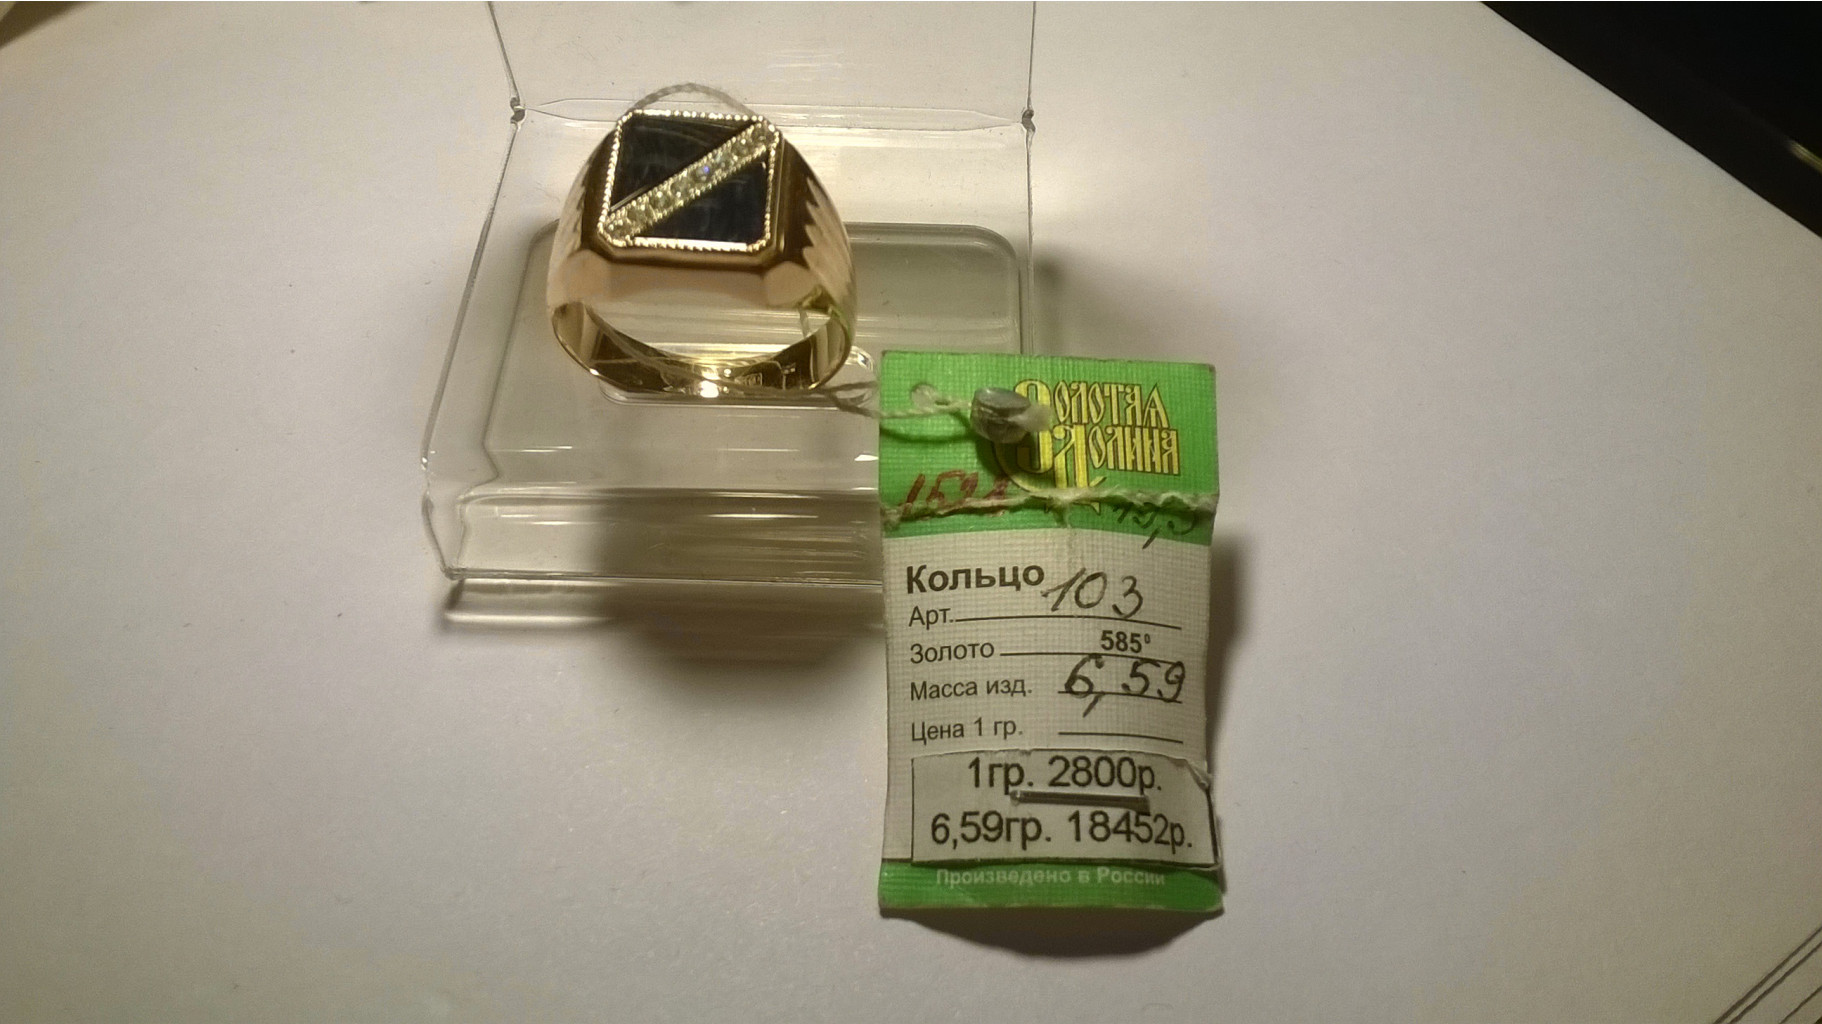 Золотая
Долина
Кольцо
Арт. 103
Золото 585°
Масса изд. 6,59
Цена 1 гр.
1гр. 2800р.
6,59гр. 18452р.
Произведено в России